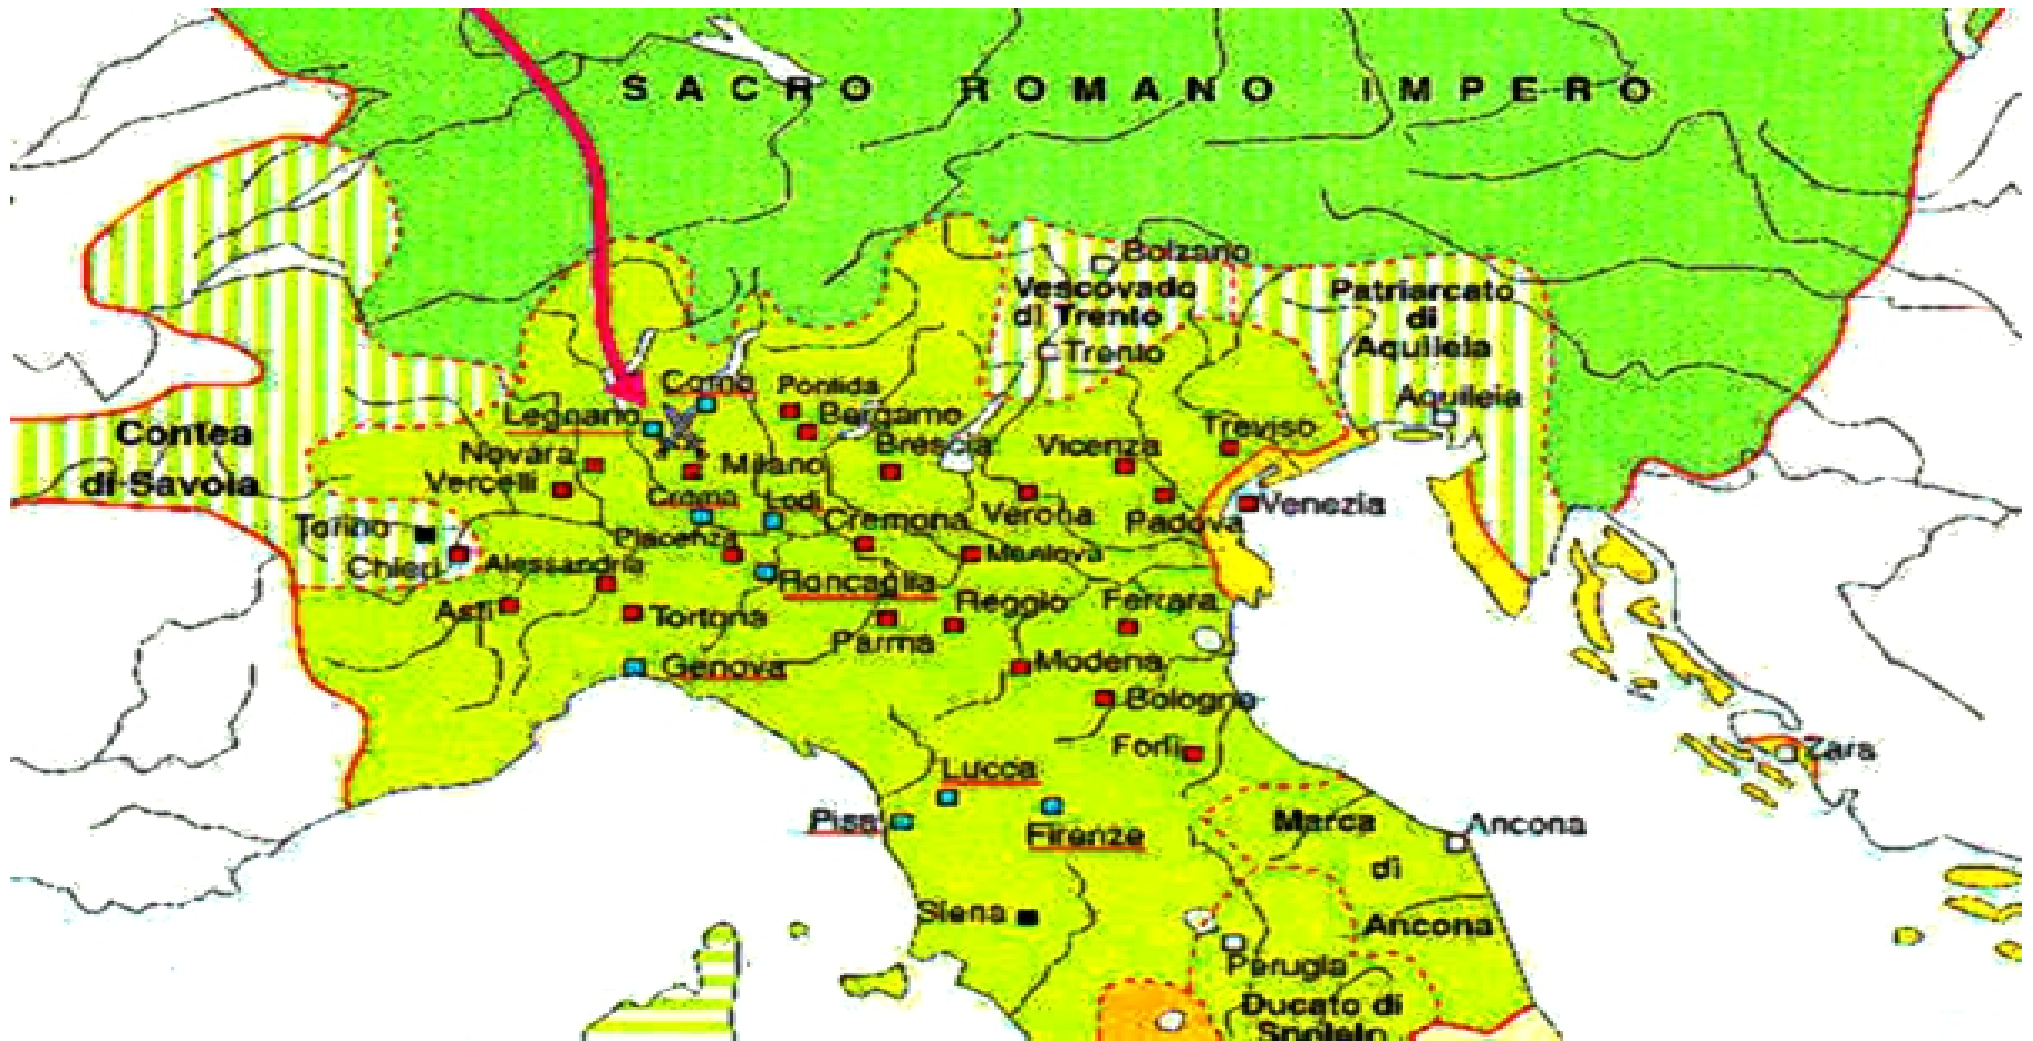 SACRO ROMANO IMPERO
Bolzano
Vescovado
di Trento
Trento
Patriarcato
di
Aquileia
Aquileia
Como
Pontida
Legnano
Bergamo
Brescia
Vicenza
Treviso
Contea
di Savoia
Novara
Milano
Vercelli
Crema
Lodi
Cremona
Verona
Padova
Venezia
Torino
Piacenza
Mantova
Chieri
Alessandria
Roncaglia
Asti
Tortona
Reggio
Ferrara
Parma
Genova
Modena
Bologna
Forlì
Zara
Lucca
Pisa
Firenze
Marca
di
Ancona
Ancona
Siena
Perugia
Ducato di
Spoleto